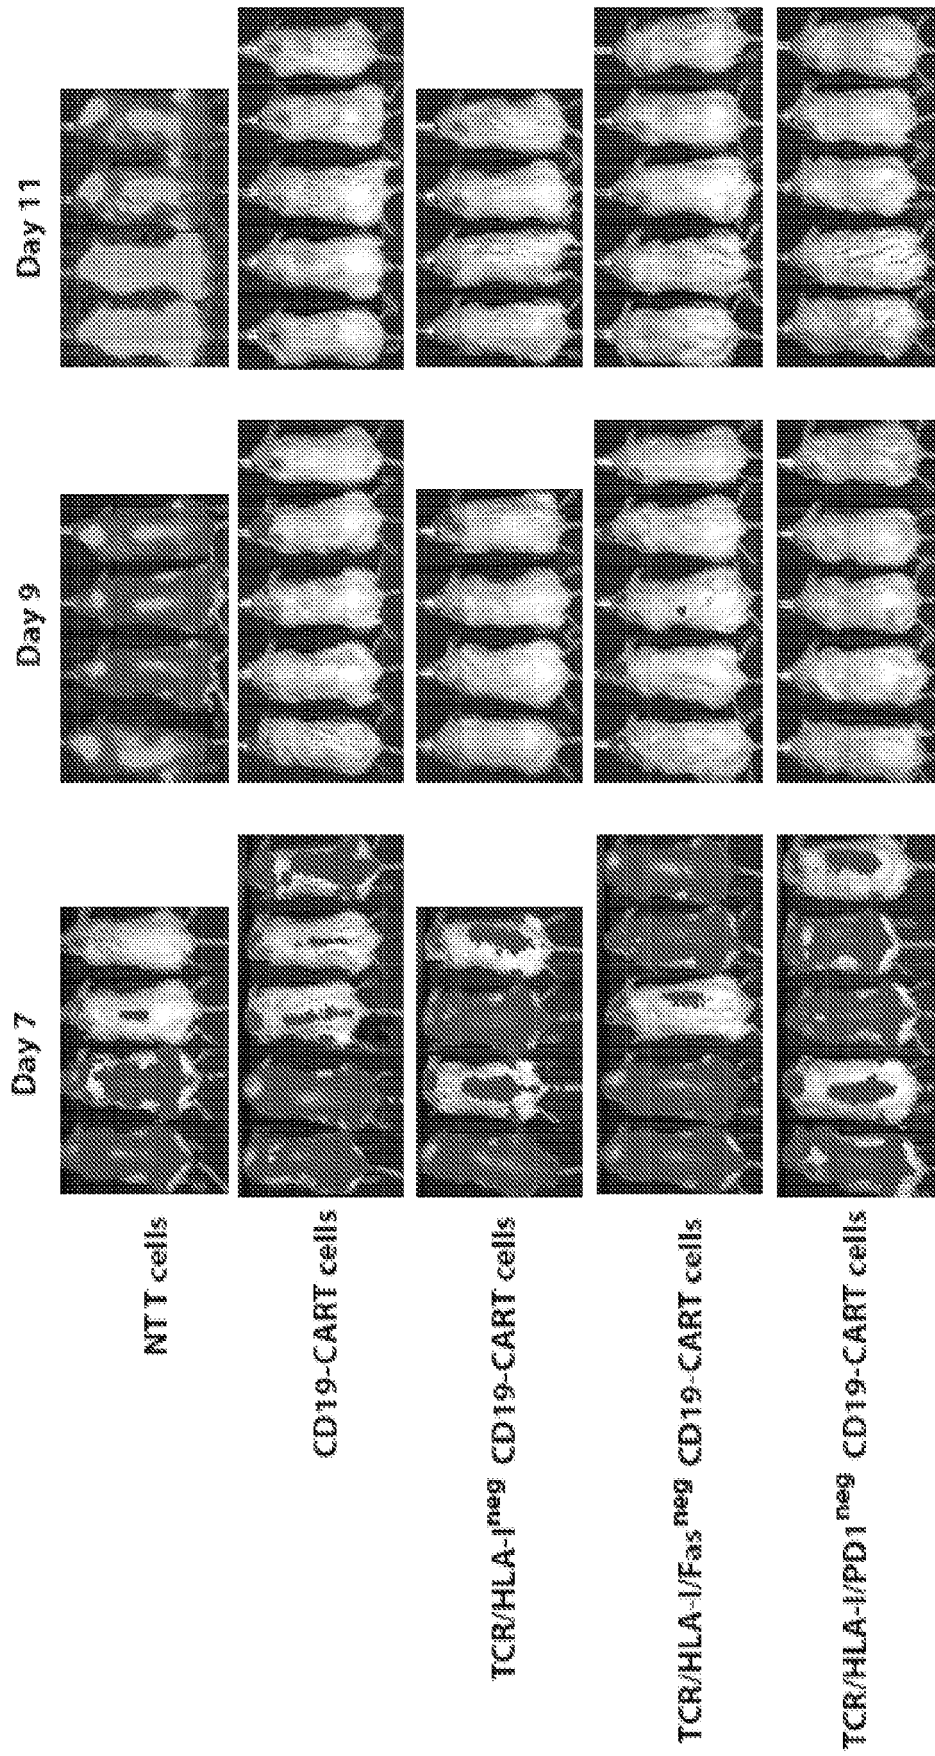 Day 7
Day 9
Day 11
NT T cells
CD19-CART cells
TCR/HLA-I^neg CD19-CART cells
TCR/HLA-I/Fas^neg CD19-CART cells
TCR/HLA-I/PD1^neg CD19-CART cells